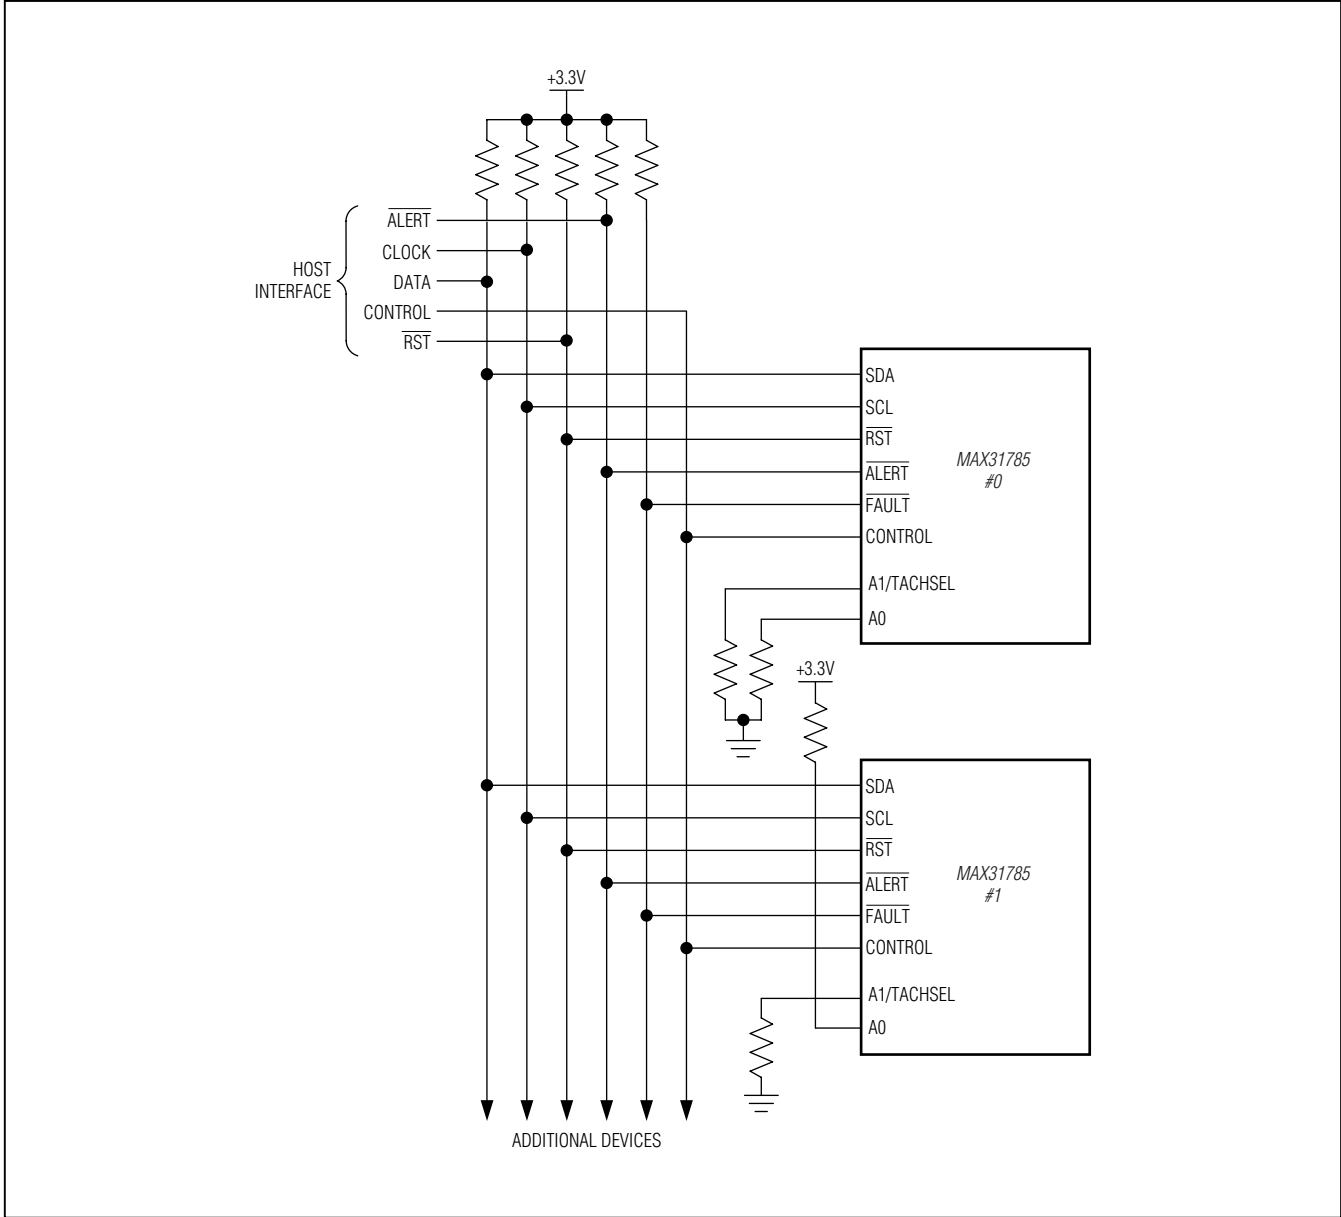 +3.3V
ALERT
CLOCK
DATA
CONTROL
RST
HOST
INTERFACE
SDA
SCL
RST
ALERT
FAULT
CONTROL
A1/TACHSEL
A0
MAX31785
#0
+3.3V
SDA
SCL
RST
ALERT
FAULT
CONTROL
A1/TACHSEL
A0
MAX31785
#1
ADDITIONAL DEVICES